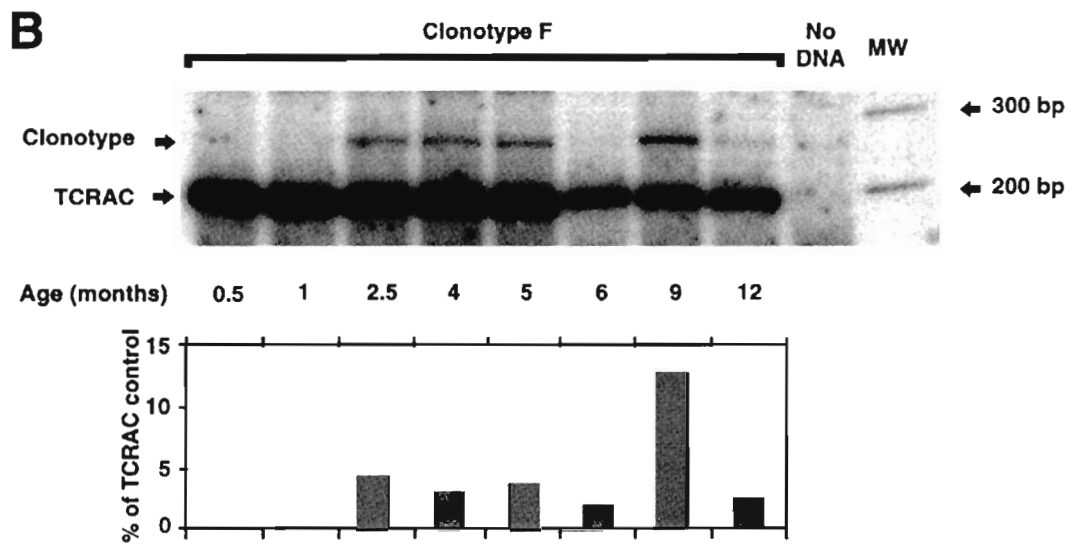 B
Clonotype F
No
DNA
MW
Clonotype
TCRAC
300 bp
200 bp
Age (months) 0.5 1 2.5 4 5 6 9 12
% of TCRAC control
15
10
5
0